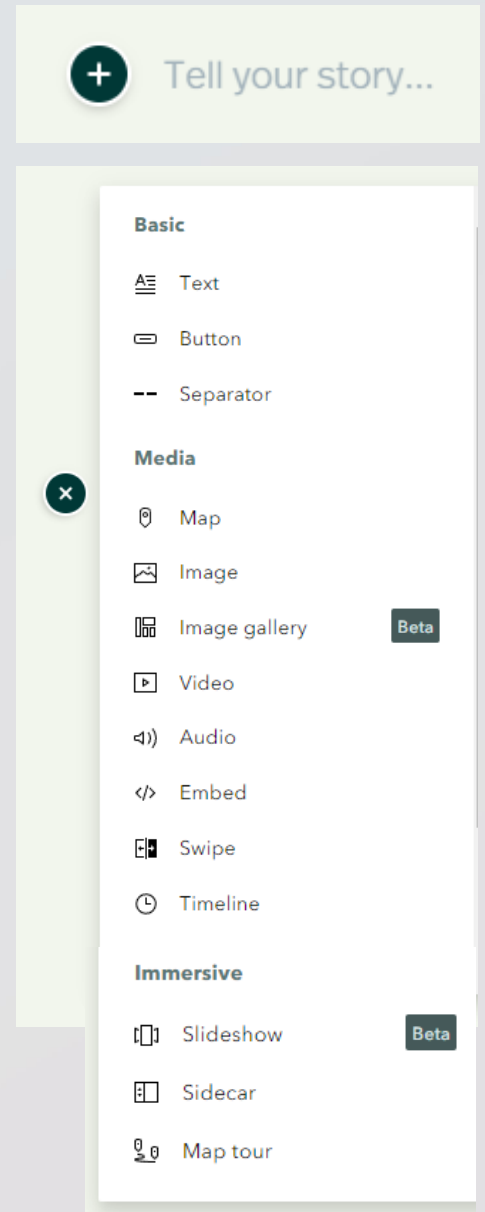 Tell your story...
Basic
Text
Button
Separator
Media
Map
Image
Image gallery Beta
Video
Audio
Embed
Swipe
Timeline
Immersive
Slideshow Beta
Sidecar
Map tour